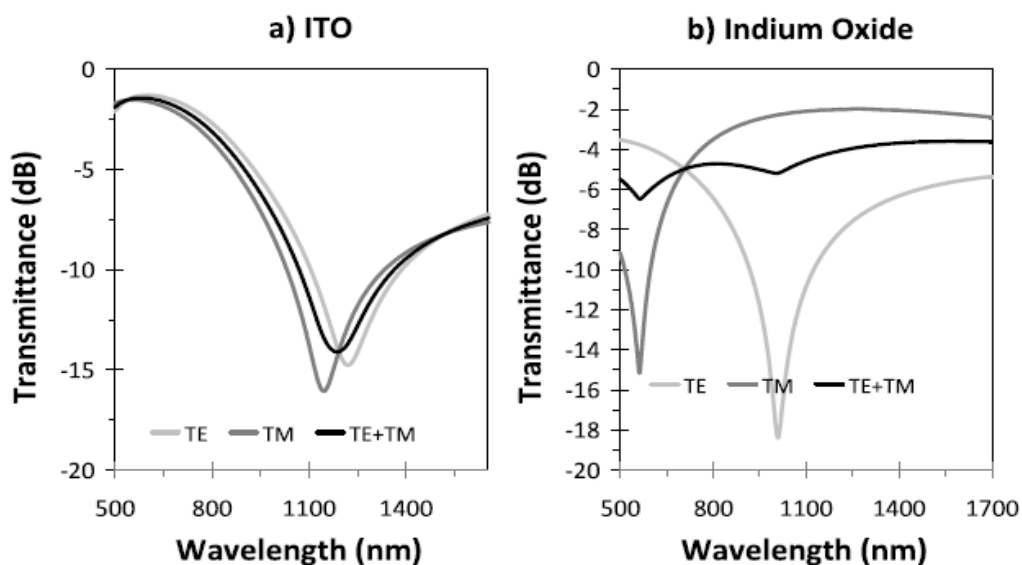 a) ITO
Transmittance (dB)
0
-5
-10
-15
-20
TE TM TE+TM
500 800 1100 1400
Wavelength (nm)
b) Indium Oxide
Transmittance (dB)
0
-2
-4
-6
-8
-10
-12
-14
-16
-18
-20
TE TM TE+TM
500 800 1100 1400 1700
Wavelength (nm)